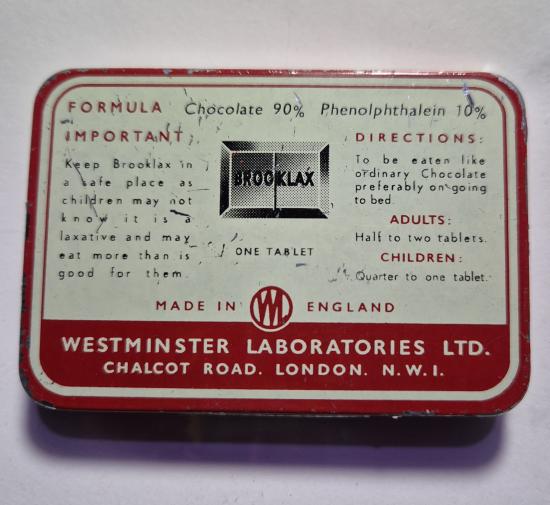 FORMULA Chocolate 90% Phenolphthalein 10%
IMPORTANT
Keep Brooklax in
a safe place as
children may not
know it is a
laxative and may
eat more than is
good for them.
BROOKLAX
ONE TABLET
DIRECTIONS:
To be eaten like
ordinary Chocolate
preferably on going
to bed.
ADULTS:
Half to two tablets.
CHILDREN:
Quarter to one tablet.
MADE IN WL ENGLAND
WESTMINSTER LABORATORIES LTD.
CHALCOT ROAD. LONDON. N.W.1.